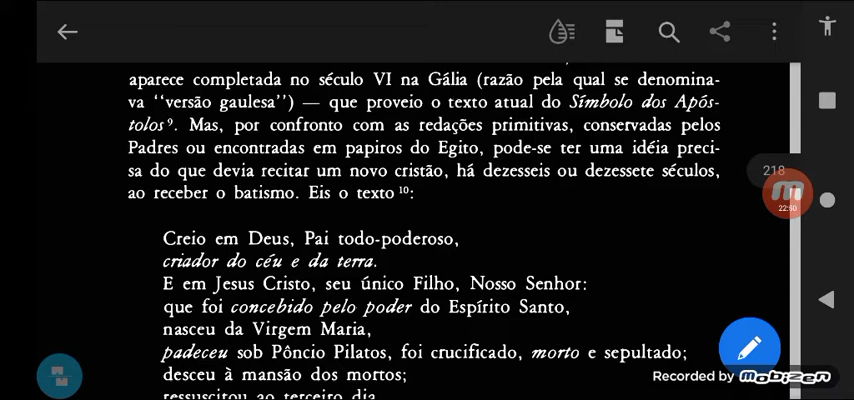 aparece completada no século VI na Gália (razão pela qual se denomina-
va ‘‘versão gaulesa’’) — que proveio o texto atual do Símbolo dos Após-
tolos⁹. Mas, por confronto com as redações primitivas, conservadas pelos
Padres ou encontradas em papiros do Egito, pode-se ter uma idéia preci-
sa do que devia recitar um novo cristão, há dezesseis ou dezessete séculos,
ao receber o batismo. Eis o texto¹⁰:
218
22:50
Creio em Deus, Pai todo-poderoso,
criador do céu e da terra.
E em Jesus Cristo, seu único Filho, Nosso Senhor:
que foi concebido pelo poder do Espírito Santo,
nasceu da Virgem Maria,
padeceu sob Pôncio Pilatos, foi crucificado, morto e sepultado;
desceu à mansão dos mortos;
ressuscitou ao terceiro dia
Recorded by mobizen